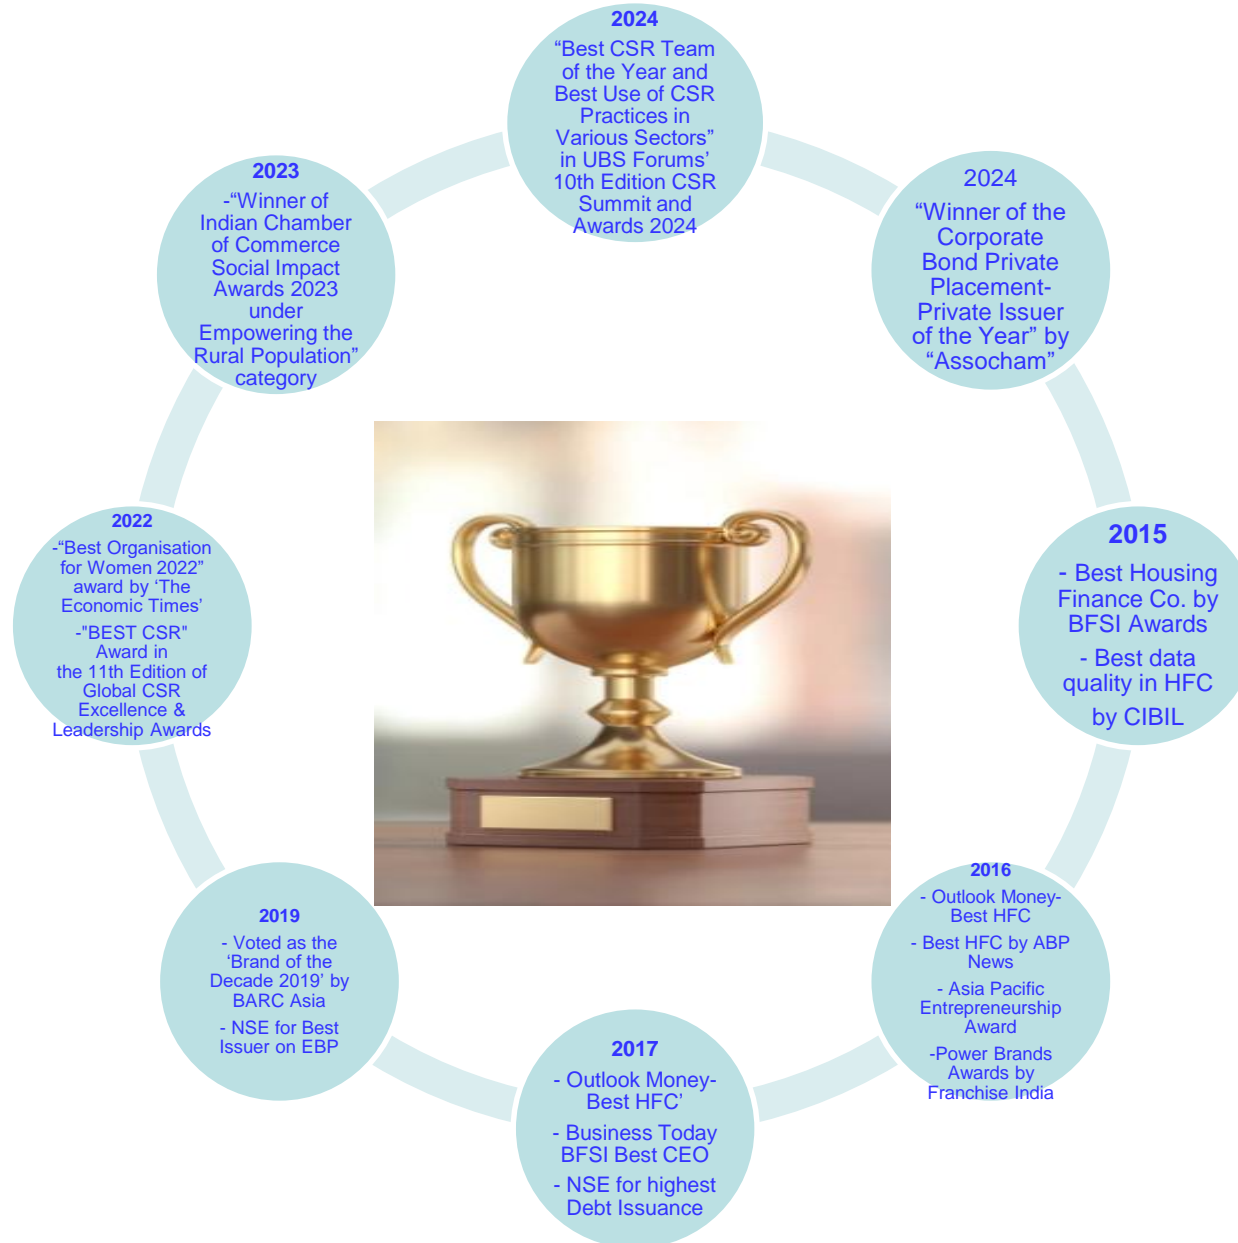 2024
“Best CSR Team
of the Year and
Best Use of CSR
Practices in
Various Sectors”
in UBS Forums’
10th Edition CSR
Summit and
Awards 2024
2024
“Winner of the
Corporate
Bond Private
Placement-
Private Issuer
of the Year” by
“Assocham”
2015
- Best Housing
Finance Co. by
BFSI Awards
- Best data
quality in HFC
by CIBIL
2016
- Outlook Money-
Best HFC
- Best HFC by ABP
News
- Asia Pacific
Entrepreneurship
Award
-Power Brands
Awards by
Franchise India
2017
- Outlook Money-
Best HFC’
- Business Today
BFSI Best CEO
- NSE for highest
Debt Issuance
2019
- Voted as the
‘Brand of the
Decade 2019’ by
BARC Asia
- NSE for Best
Issuer on EBP
2022
-“Best Organisation
for Women 2022”
award by ‘The
Economic Times’
-"BEST CSR"
Award in
the 11th Edition of
Global CSR
Excellence &
Leadership Awards
2023
-“Winner of
Indian Chamber
of Commerce
Social Impact
Awards 2023
under
Empowering the
Rural Population”
category